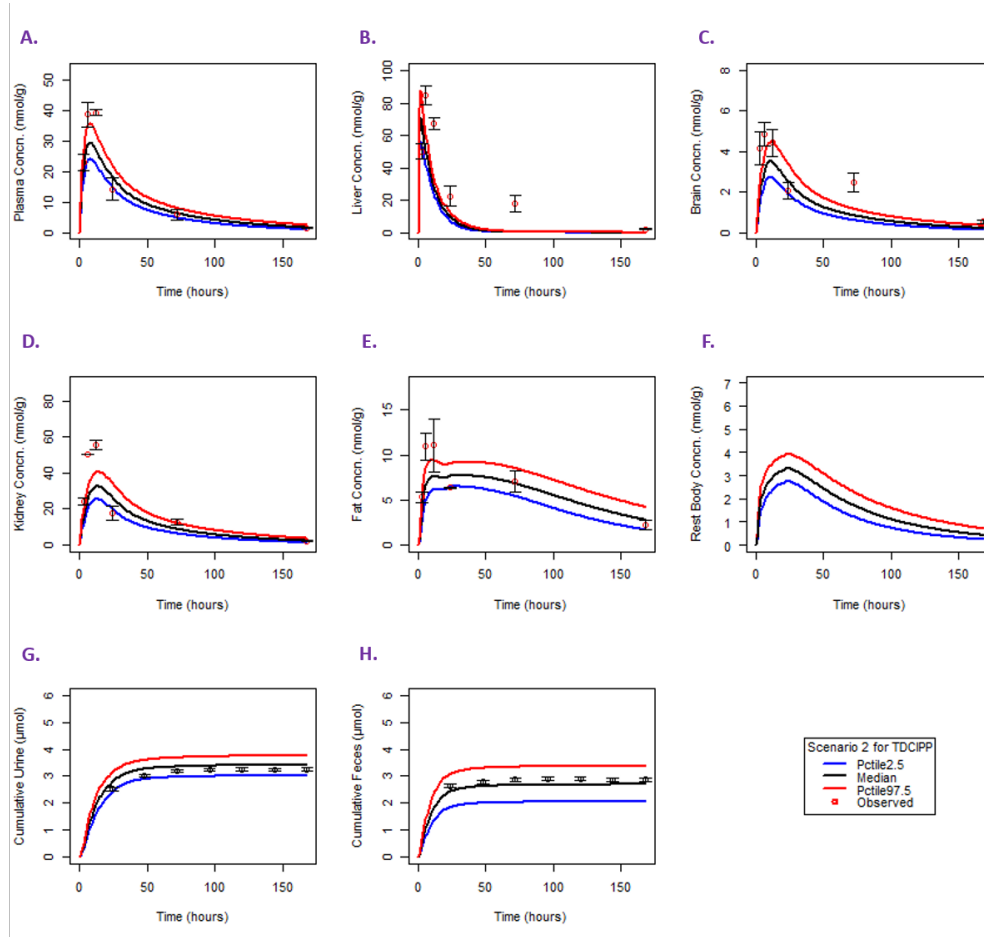 A.
B.
C.
Plasma Concn. (nmol/g)
0 10 20 30 40 50
0 50 100 150
Time (hours)
Liver Concn. (nmol/g)
0 20 40 60 80 100
0 50 100 150
Time (hours)
Brain Concn. (nmol/g)
0 2 4 6 8
0 50 100 150
Time (hours)
D.
E.
F.
Kidney Concn. (nmol/g)
0 20 40 60 80
0 50 100 150
Time (hours)
Fat Concn. (nmol/g)
0 5 10 15
0 50 100 150
Time (hours)
Rest Body Concn. (nmol/g)
0 1 2 3 4 5 6 7
0 50 100 150
Time (hours)
G.
H.
Cumulative Urine (µmol)
0 1 2 3 4 5 6
0 50 100 150
Time (hours)
Cumulative Feces (µmol)
0 1 2 3 4 5 6
0 50 100 150
Time (hours)
Scenario 2 for TDCIPP
Pctile2.5
Median
Pctile97.5
Observed